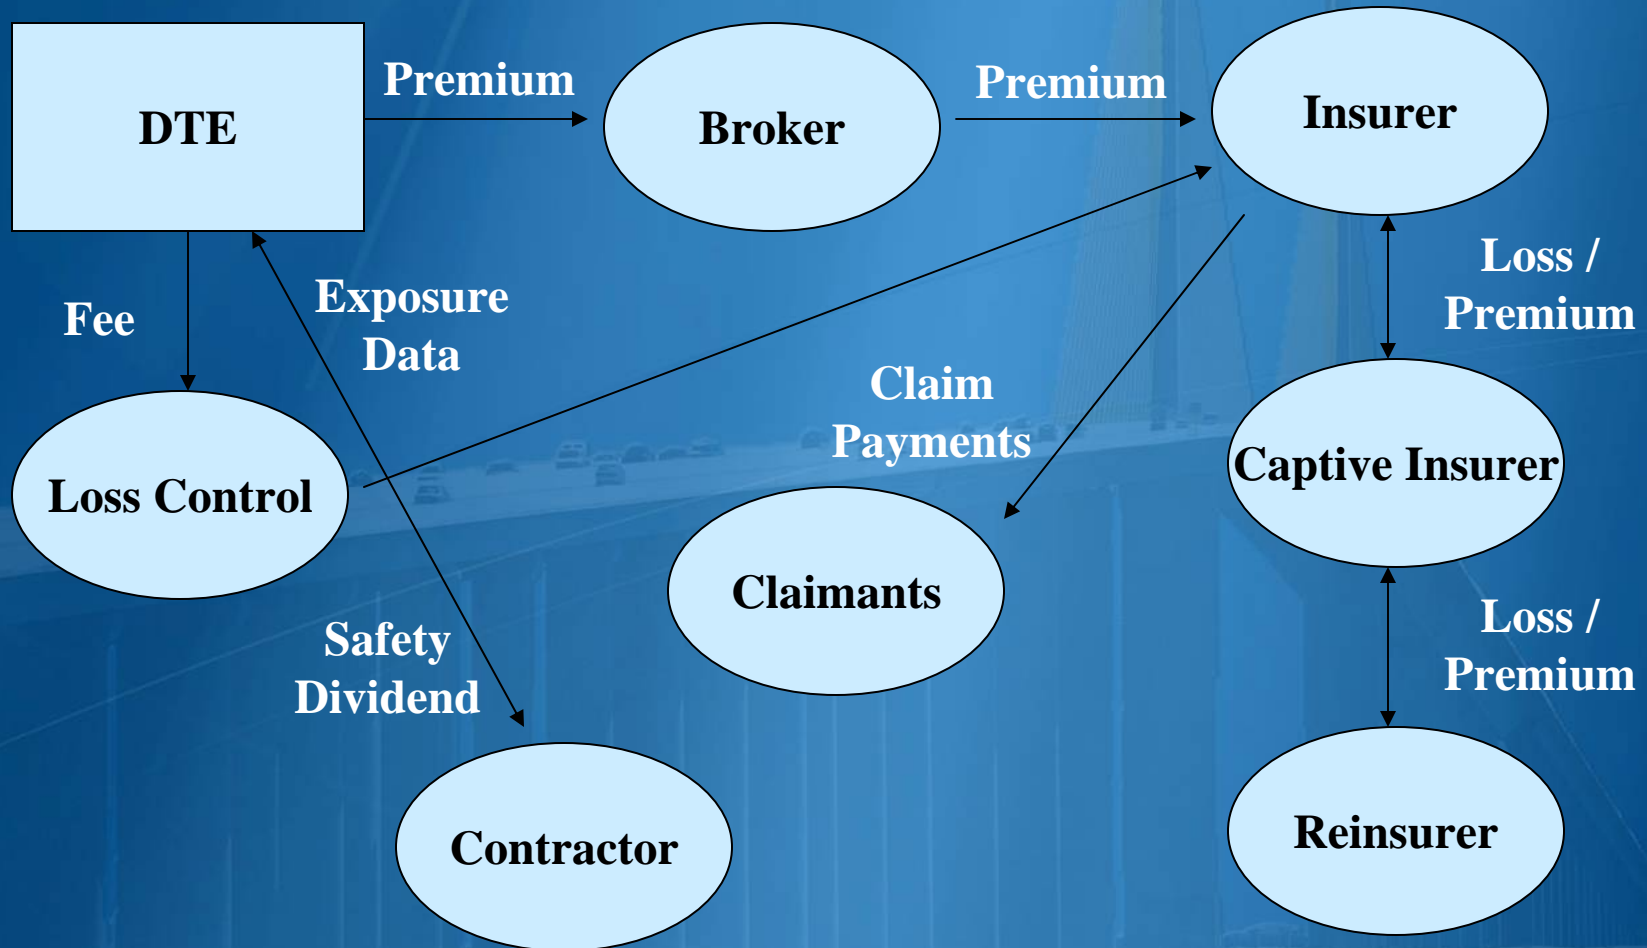 DTE
Premium
Broker
Premium
Insurer
Fee
Exposure
Data
Loss /
Premium
Claim
Payments
Loss Control
Captive Insurer
Claimants
Safety
Dividend
Loss /
Premium
Contractor
Reinsurer